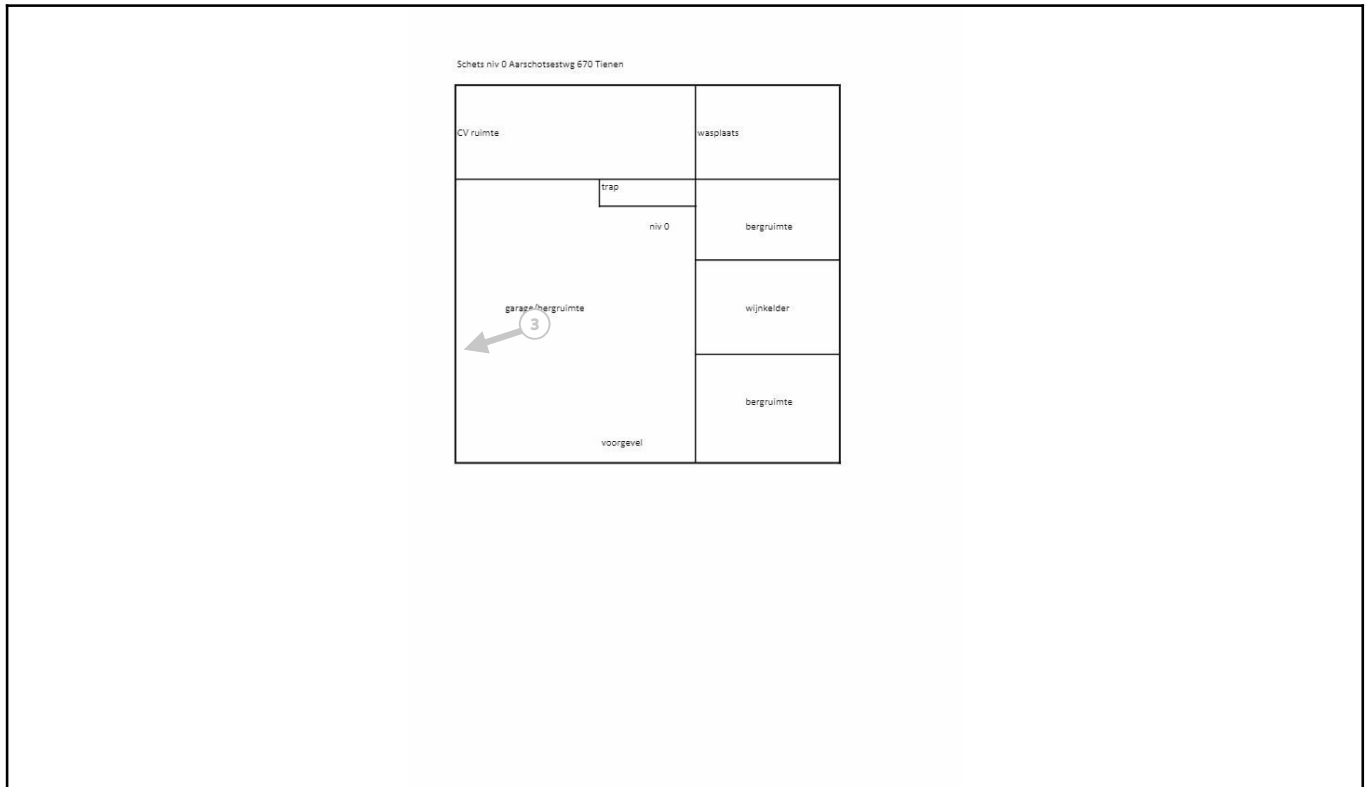 Schets niv 0 Aarschotsestwg 670 Tienen
CV ruimte
wasplaats
trap
niv 0
bergruimte
garage/bergruimte
wijnkelder
3
bergruimte
voorgevel